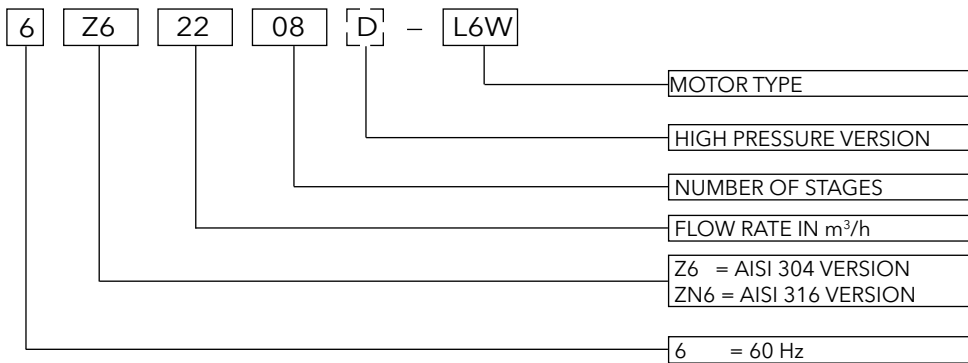 6 Z6 22 08 D – L6W
MOTOR TYPE
HIGH PRESSURE VERSION
NUMBER OF STAGES
FLOW RATE IN m³/h
Z6 = AISI 304 VERSION
ZN6 = AISI 316 VERSION
6 = 60 Hz